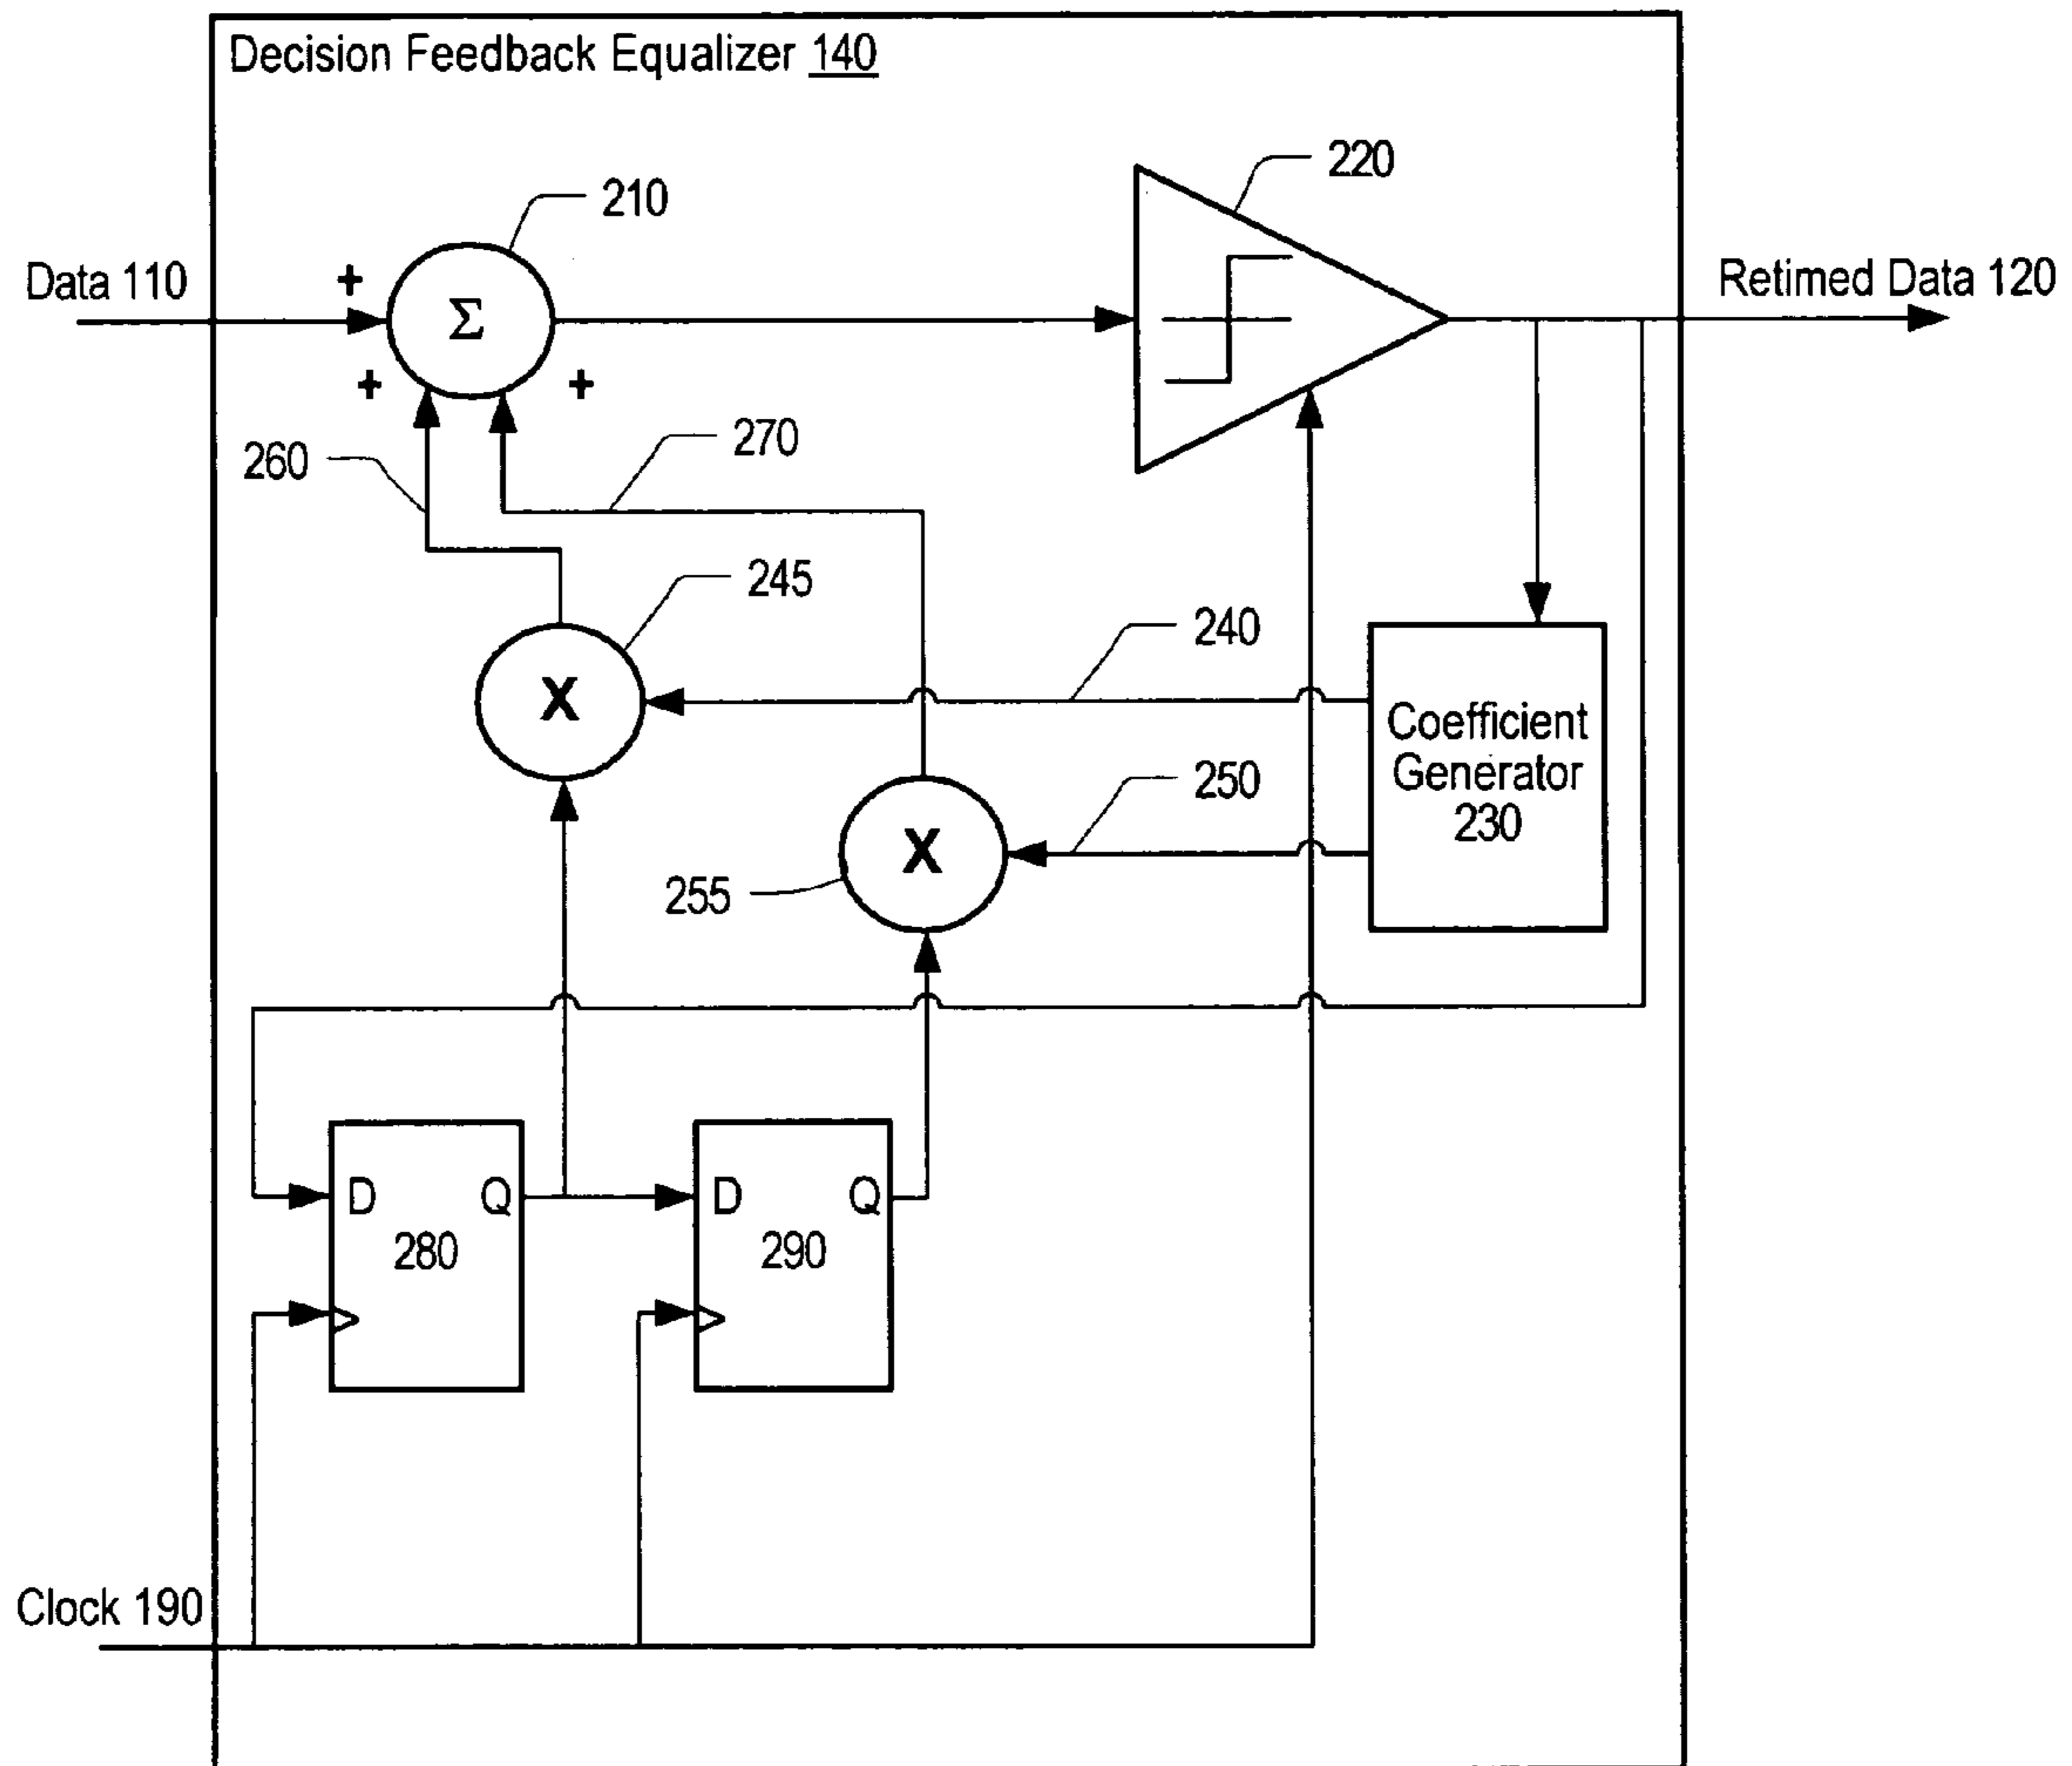 Decision Feedback Equalizer 140
220
210
Data 110
+
Σ
Retimed Data 120
+
+
260
270
245
240
X
Coefficient
Generator
230
250
X
255
D
Q
280
D
Q
290
Clock 190